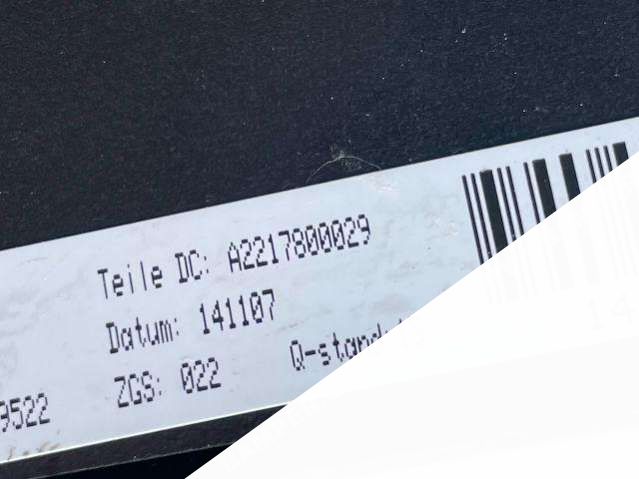 Teile DC: A2217800029
Datum: 141107
ZGS: 022
9522